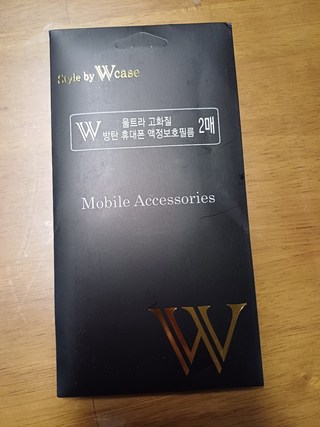 Style by Wcase
W
울트라 고화질
방탄 휴대폰 액정보호필름 2매
Mobile Accessories
W